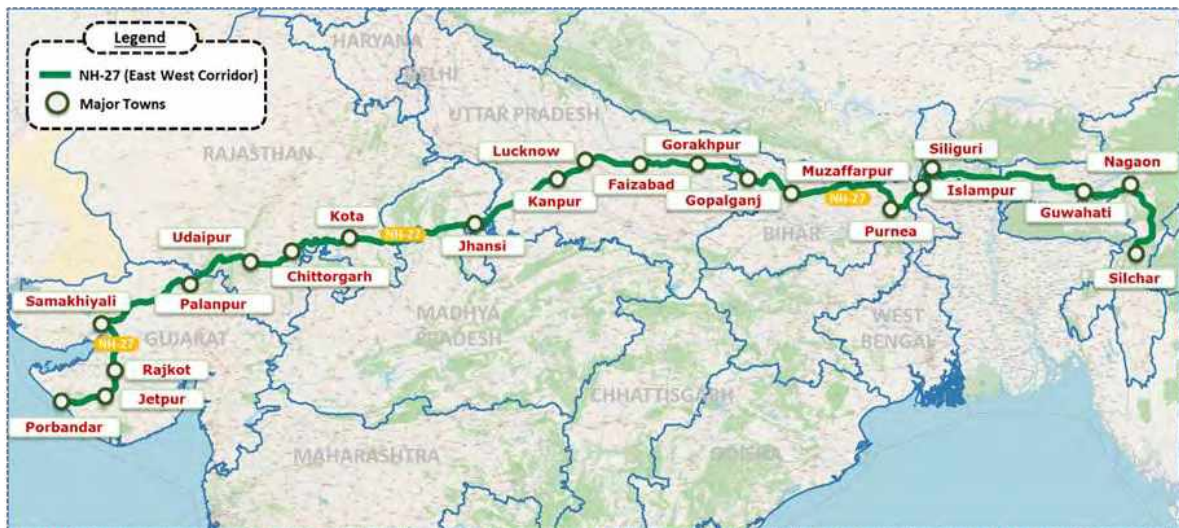 Legend
NH-27 (East West Corridor)
Major Towns
HARYANA
DELHI
UTTAR PRADESH
RAJASTHAN
Lucknow
Gorakhpur
Siliguri
Nagaon
Muzaffarpur
Faizabad
Kanpur
Gopalganj
NH-27
Islampur
Guwahati
Kota
NH-27
Jhansi
BIHAR
Purnea
Udaipur
Chittorgarh
Silchar
Samakhiyali
Palanpur
MADHYA
PRADESH
WEST
BENGAL
NH-27
GUJARAT
Rajkot
Jetpur
CHHATTISGARH
Porbandar
MAHARASHTRA
ODISHA